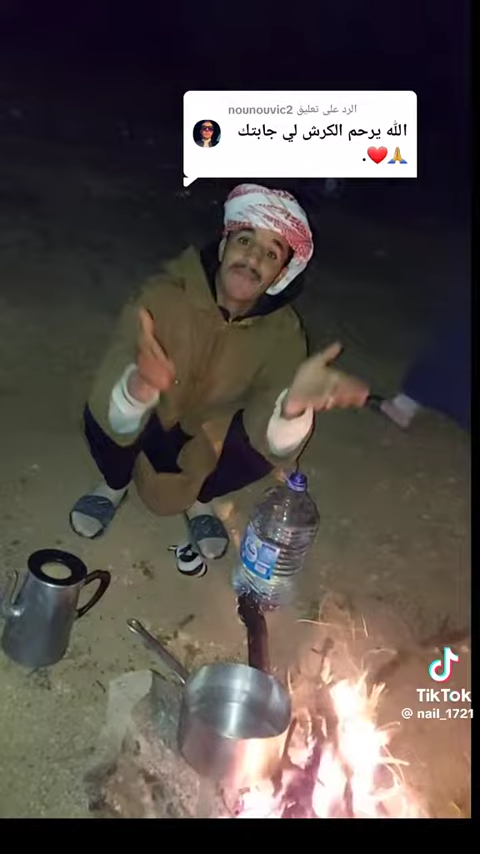 الرد على تعليق nounouvic2
الله يرحم الكرش لي جابتك
🙏❤️.
TikTok
@ nail_1721